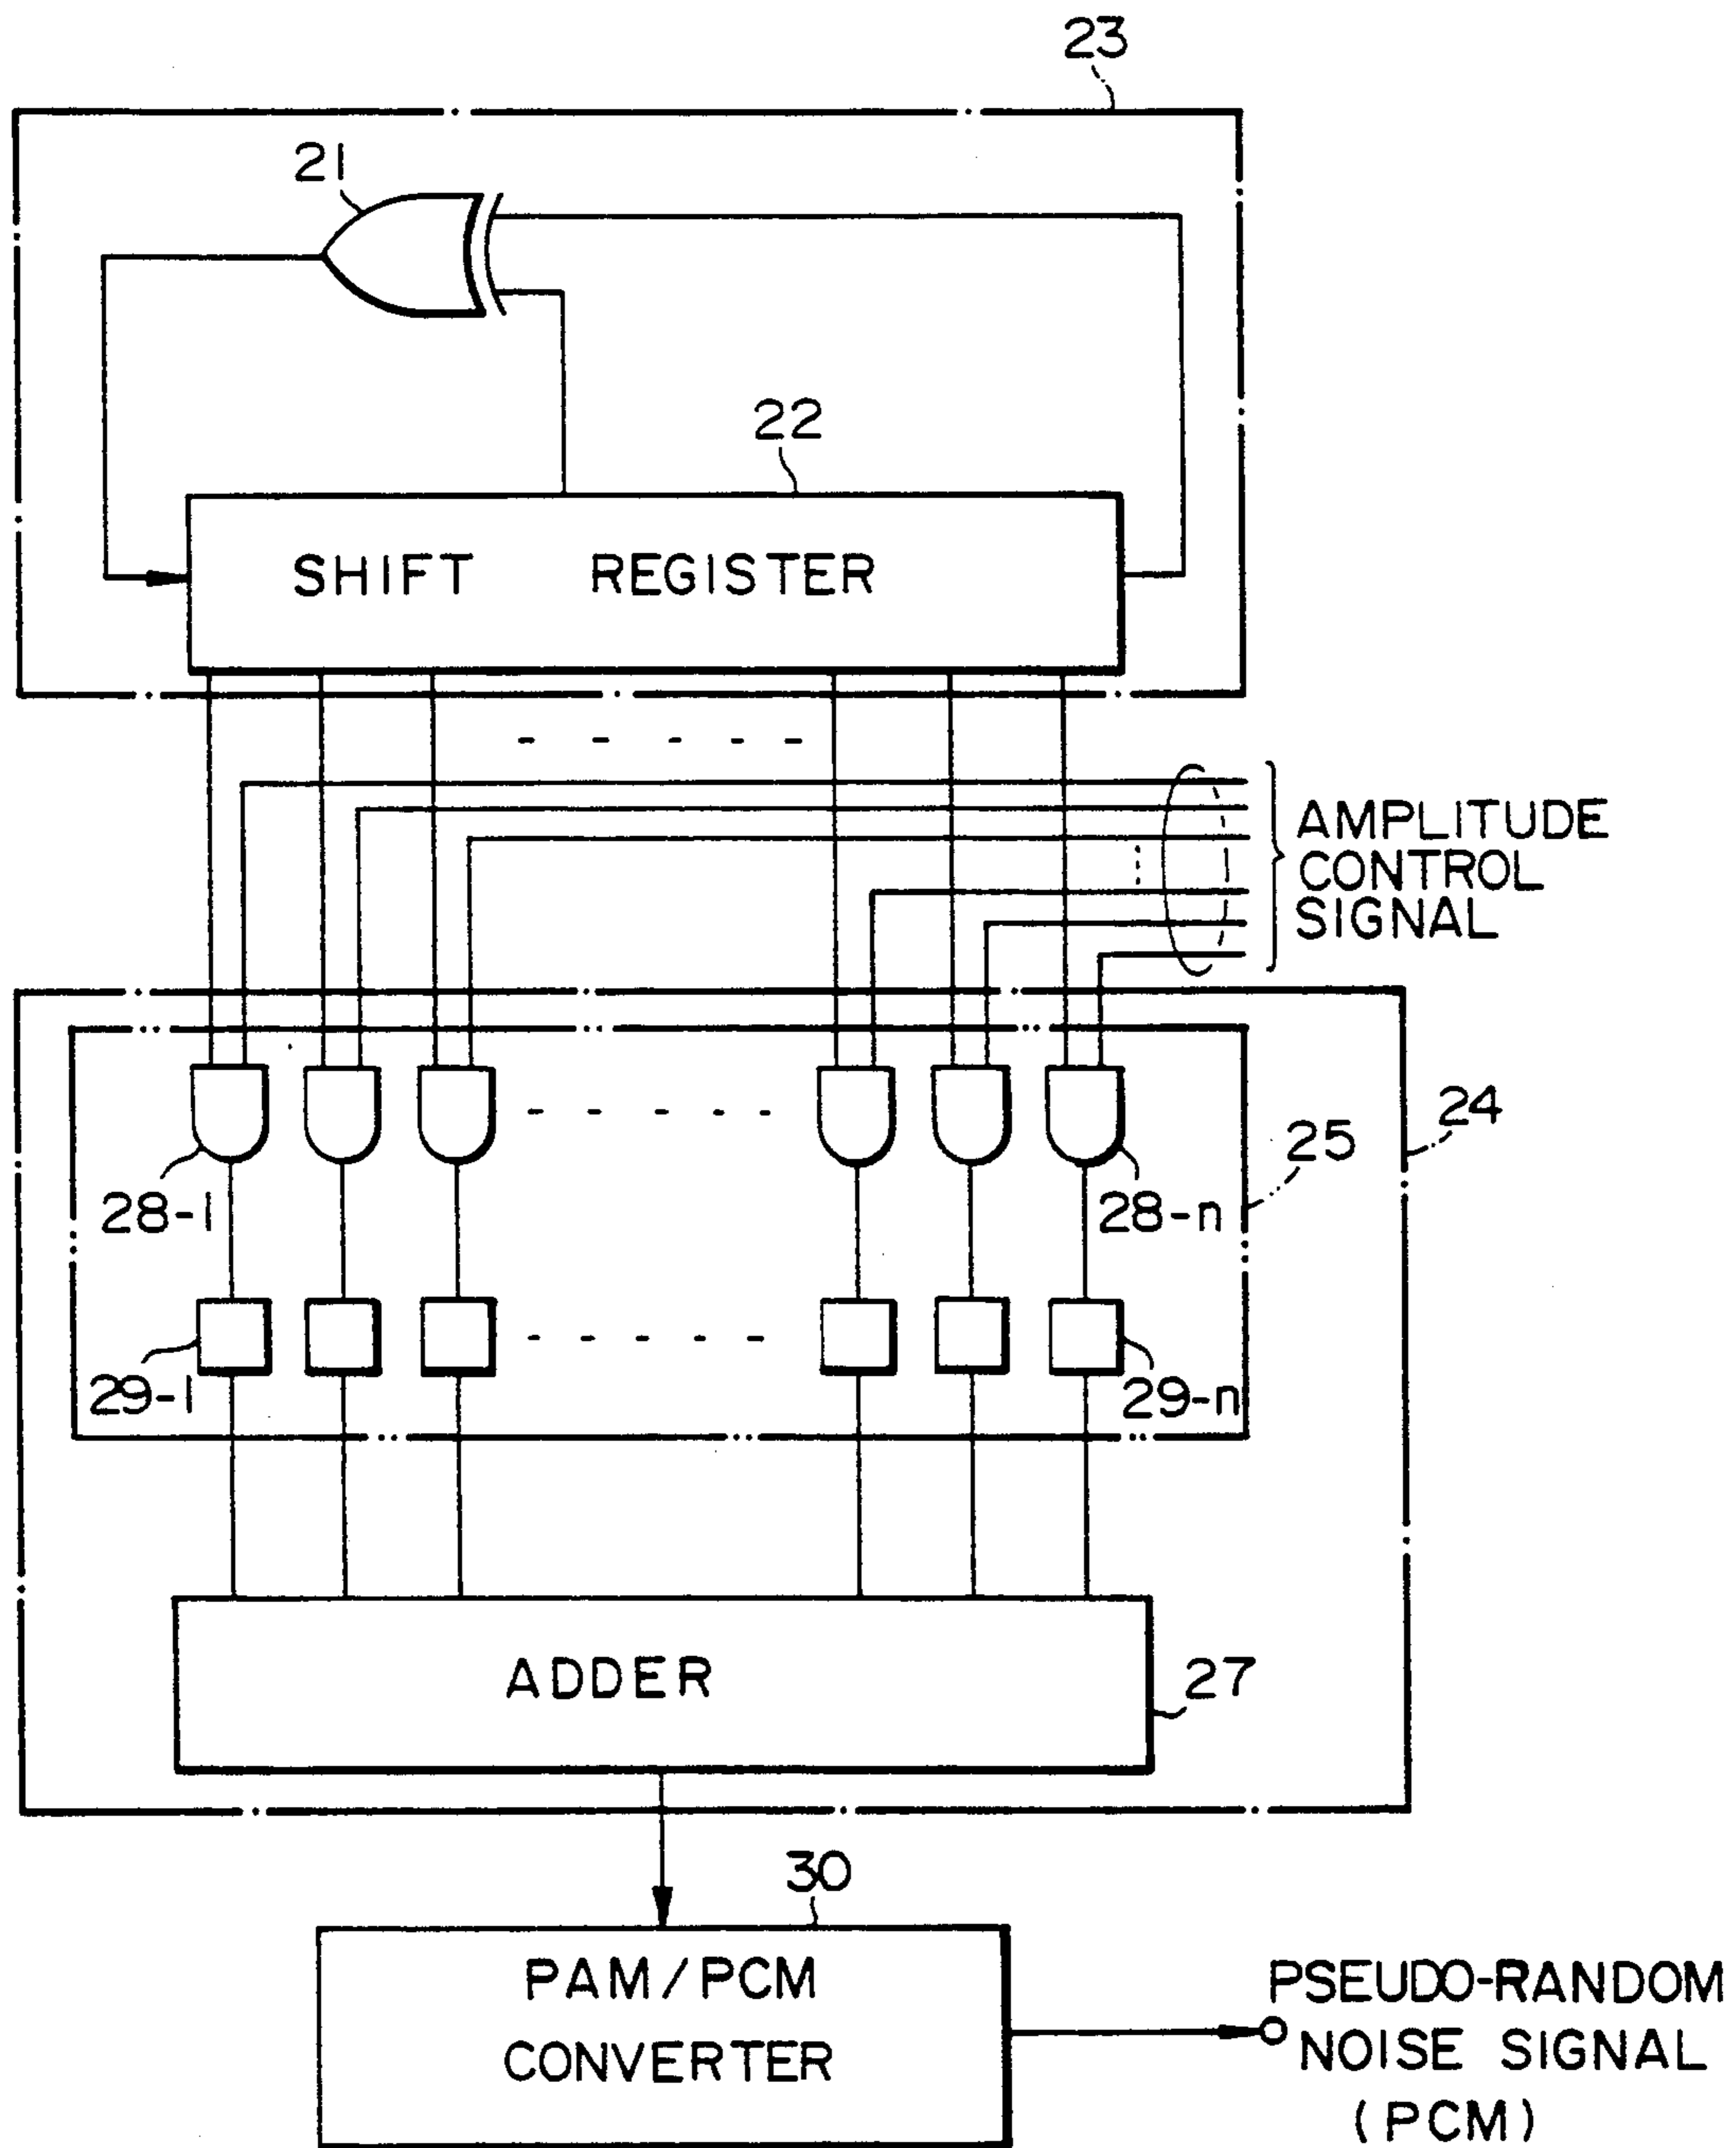 23
21
22
SHIFT REGISTER
AMPLITUDE
CONTROL
SIGNAL
24
25
28-1
28-n
29-1
29-n
ADDER
27
30
PAM/PCM
CONVERTER
PSEUDO-RANDOM
NOISE SIGNAL
(PCM)